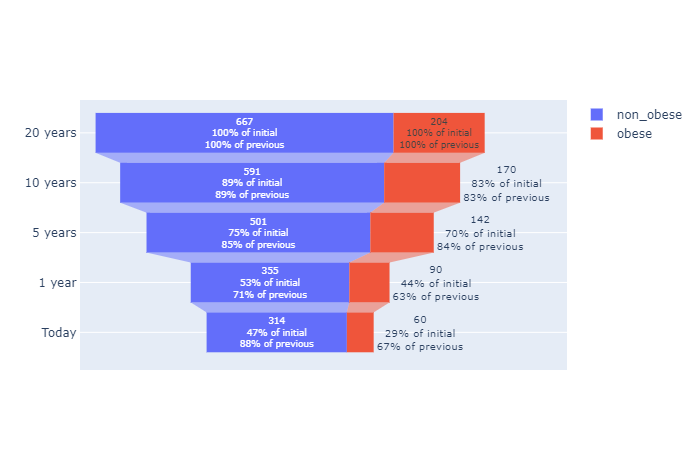 non_obese
obese
20 years
667
100% of initial
100% of previous
204
100% of initial
100% of previous
10 years
591
89% of initial
89% of previous
170
83% of initial
83% of previous
5 years
501
75% of initial
85% of previous
142
70% of initial
84% of previous
1 year
355
53% of initial
71% of previous
90
44% of initial
63% of previous
Today
314
47% of initial
88% of previous
60
29% of initial
67% of previous